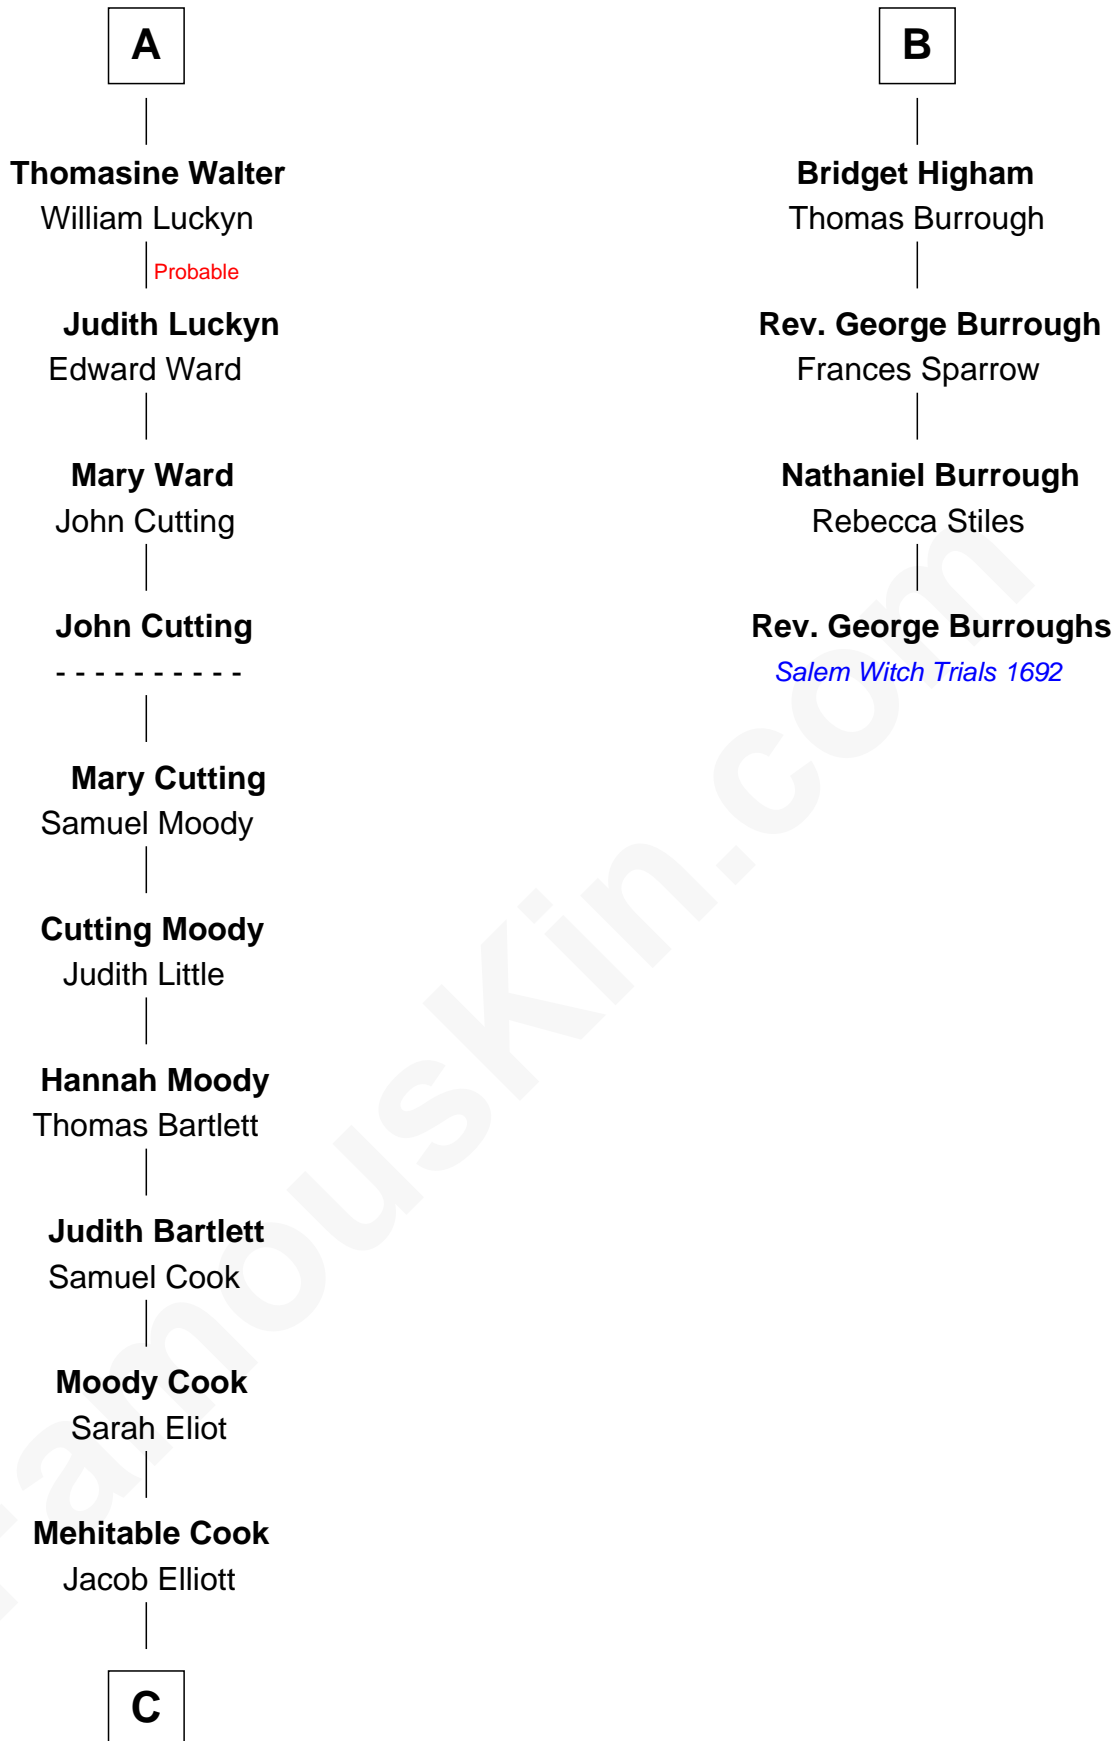 A
Thomasine Walter
William Luckyn
Probable
Judith Luckyn
Edward Ward
Mary Ward
John Cutting
John Cutting
- - - - - - - - - -
Mary Cutting
Samuel Moody
Cutting Moody
Judith Little
Hannah Moody
Thomas Bartlett
Judith Bartlett
Samuel Cook
Moody Cook
Sarah Eliot
Mehitable Cook
Jacob Elliott
C
B
Bridget Higham
Thomas Burrough
Rev. George Burrough
Frances Sparrow
Nathaniel Burrough
Rebecca Stiles
Rev. George Burroughs
Salem Witch Trials 1692
FamousKin.com